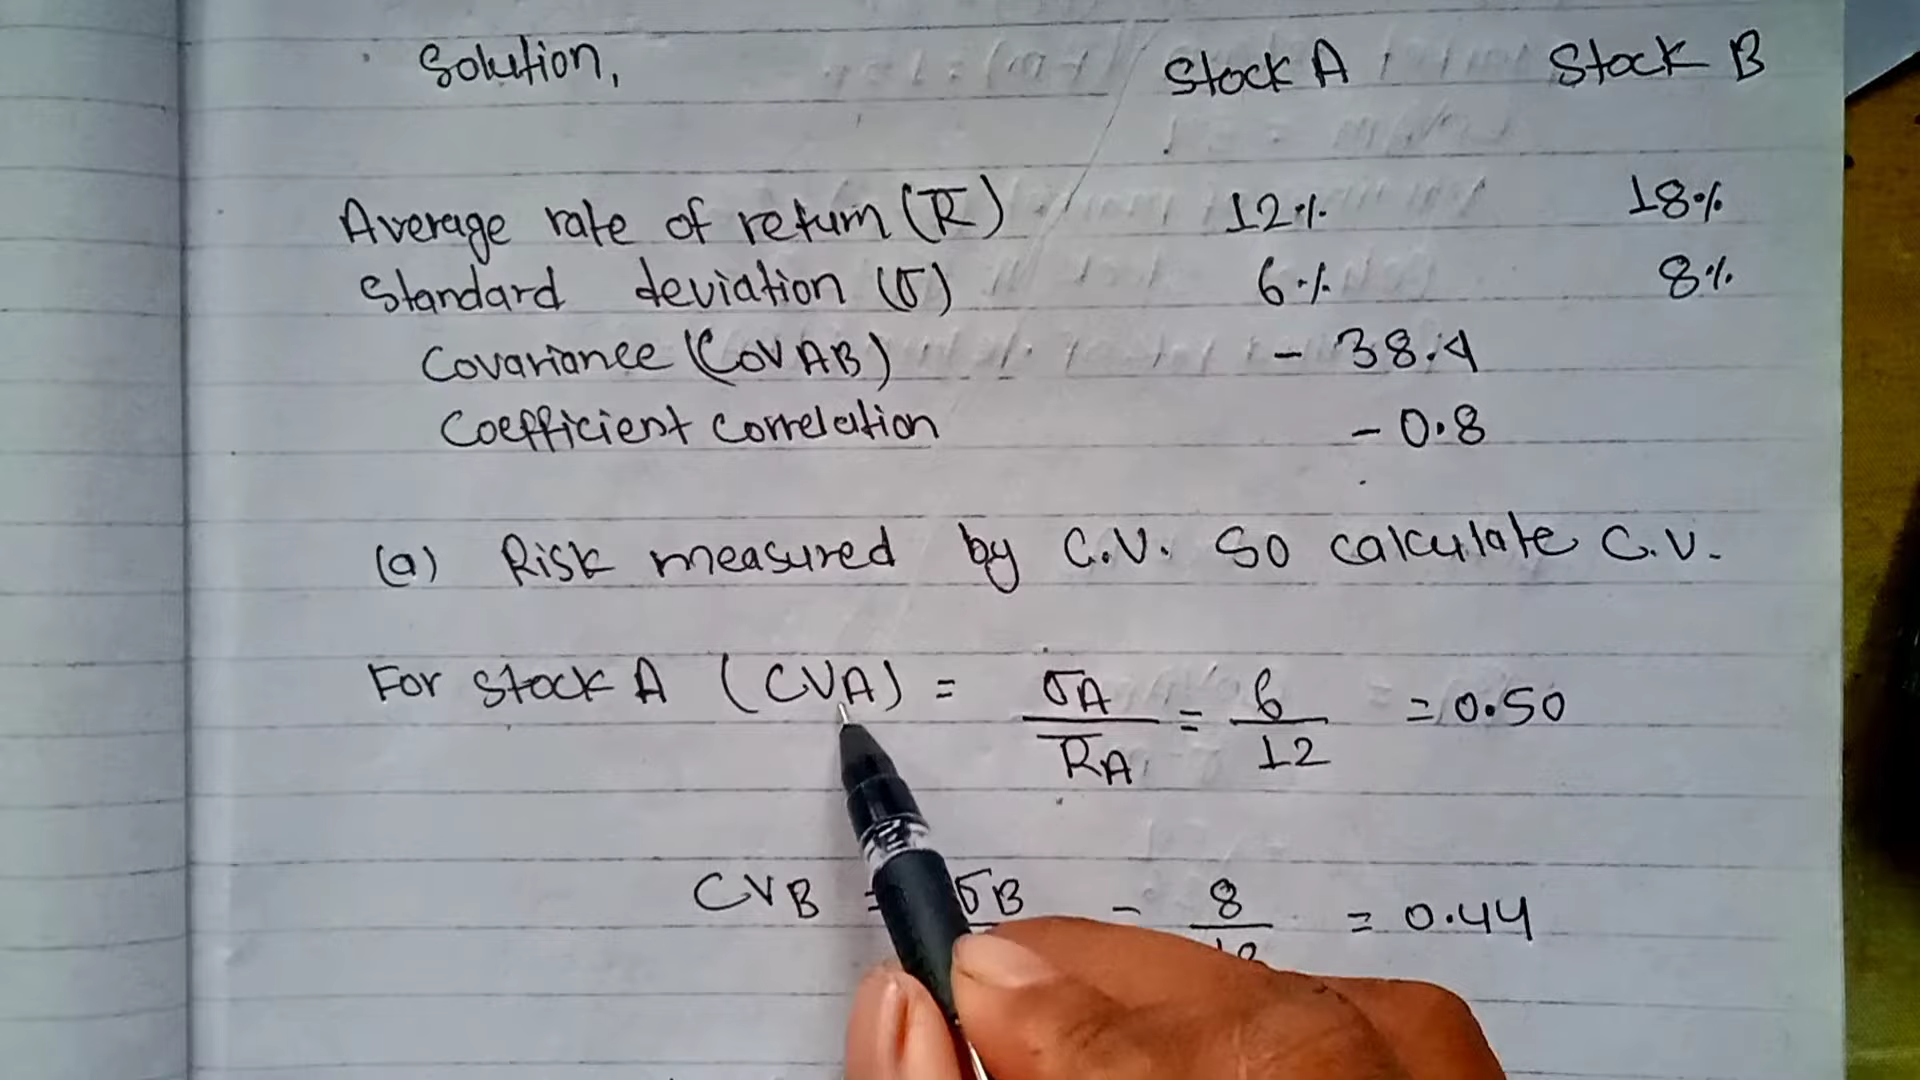 Solution, Stock A Stock B
Average rate of return (R̅) 12% 18%
Standard deviation (σ) 6% 8%
Covariance (COV AB) - 38.4
Coefficient correlation - 0.8
(a) Risk measured by C.V. So calculate C.V.
For stock A (CVA) = σA / R̅A = 6 / 12 = 0.50
CVB = σB - 8 = 0.44